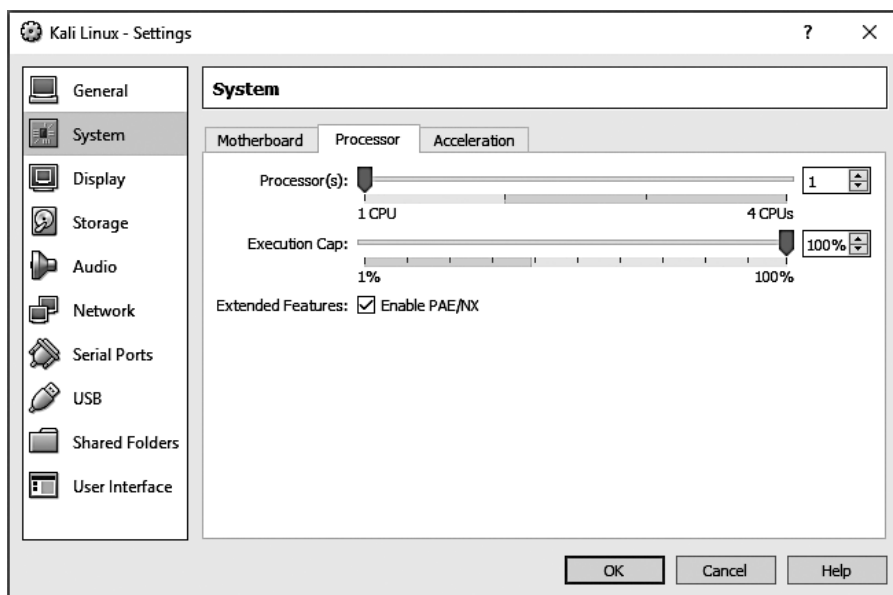 Kali Linux - Settings
?
General
System
Display
Storage
Audio
Network
Serial Ports
USB
Shared Folders
User Interface
System
Motherboard
Processor
Acceleration
Processor(s):
1
1 CPU
4 CPUs
Execution Cap:
100%
1%
100%
Extended Features:
Enable PAE/NX
OK
Cancel
Help